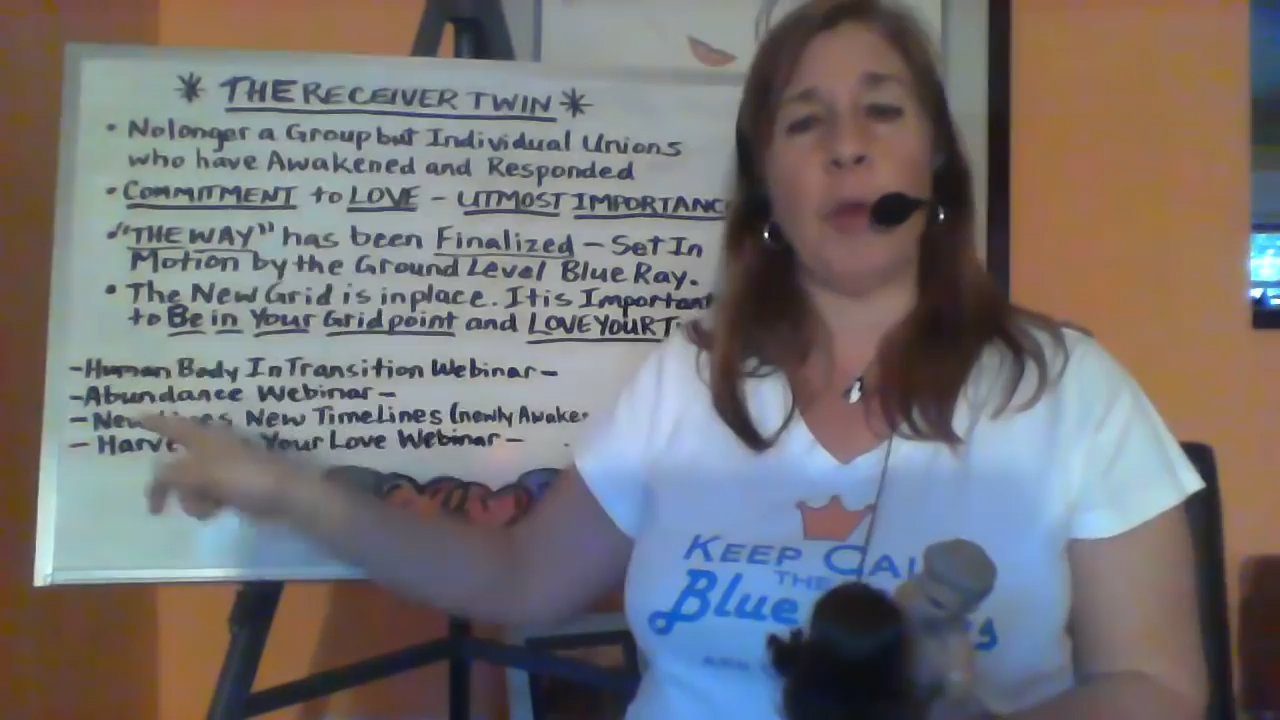 * THE RECEIVER TWIN *
• No longer a Group but Individual Unions
who have Awakened and Responded
• COMMITMENT to LOVE - UTMOST IMPORTANC
"THE WAY" has been Finalized - Set In
Motion by the Ground Level Blue Ray.
• The New Grid is in place. It is Important
to Be in Your Gridpoint and LOVE YOUR T
- Human Body In Transition Webinar -
- Abundance Webinar -
- New New TimeLines (newly Awake
- Harve Your Love Webinar -
KEEP CAL
THE
Blue